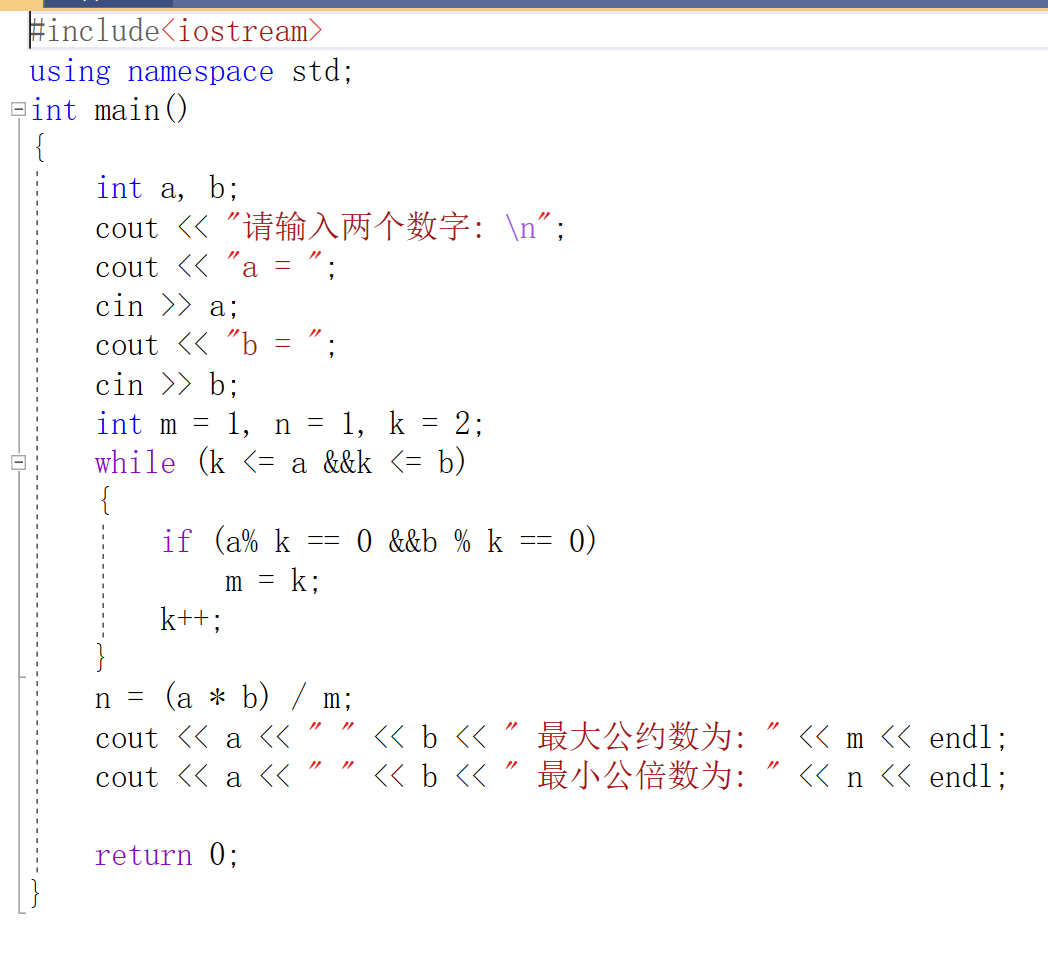 #include<iostream>
using namespace std;
int main()
{
int a, b;
cout << "请输入两个数字: \n";
cout << "a = ";
cin >> a;
cout << "b = ";
cin >> b;
int m = 1, n = 1, k = 2;
while (k <= a &&k <= b)
{
if (a% k == 0 &&b % k == 0)
m = k;
k++;
}
n = (a * b) / m;
cout << a << " " << b << " 最大公约数为: " << m << endl;
cout << a << " " << b << " 最小公倍数为: " << n << endl;
return 0;
}